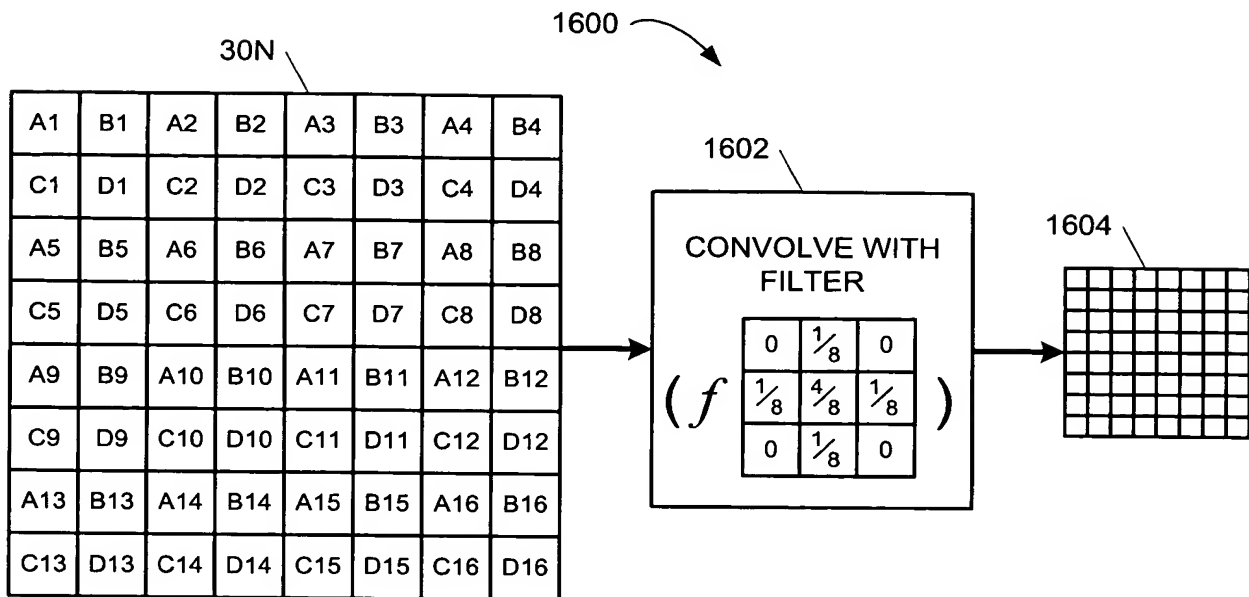 1600
30N
A1 B1 A2 B2 A3 B3 A4 B4
C1 D1 C2 D2 C3 D3 C4 D4
A5 B5 A6 B6 A7 B7 A8 B8
C5 D5 C6 D6 C7 D7 C8 D8
A9 B9 A10 B10 A11 B11 A12 B12
C9 D9 C10 D10 C11 D11 C12 D12
A13 B13 A14 B14 A15 B15 A16 B16
C13 D13 C14 D14 C15 D15 C16 D16
1602
CONVOLVE WITH
FILTER
0 1/8 0
( f 1/8 4/8 1/8 )
0 1/8 0
1604